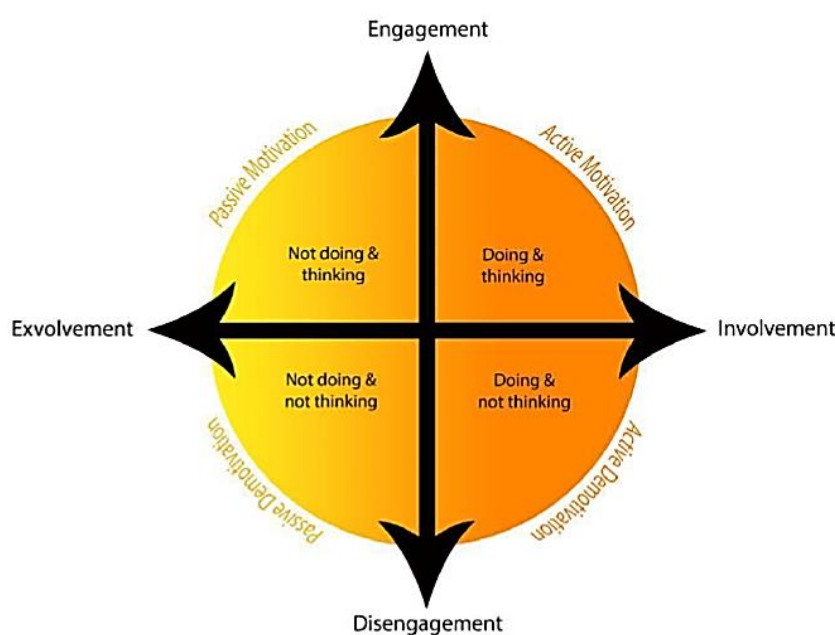 Engagement
Passive Motivation
Active Motivation
Not doing &
thinking
Doing &
thinking
Exvolvement
Involvement
Not doing &
not thinking
Doing &
not thinking
Passive Demotivation
Active Demotivation
Disengagement